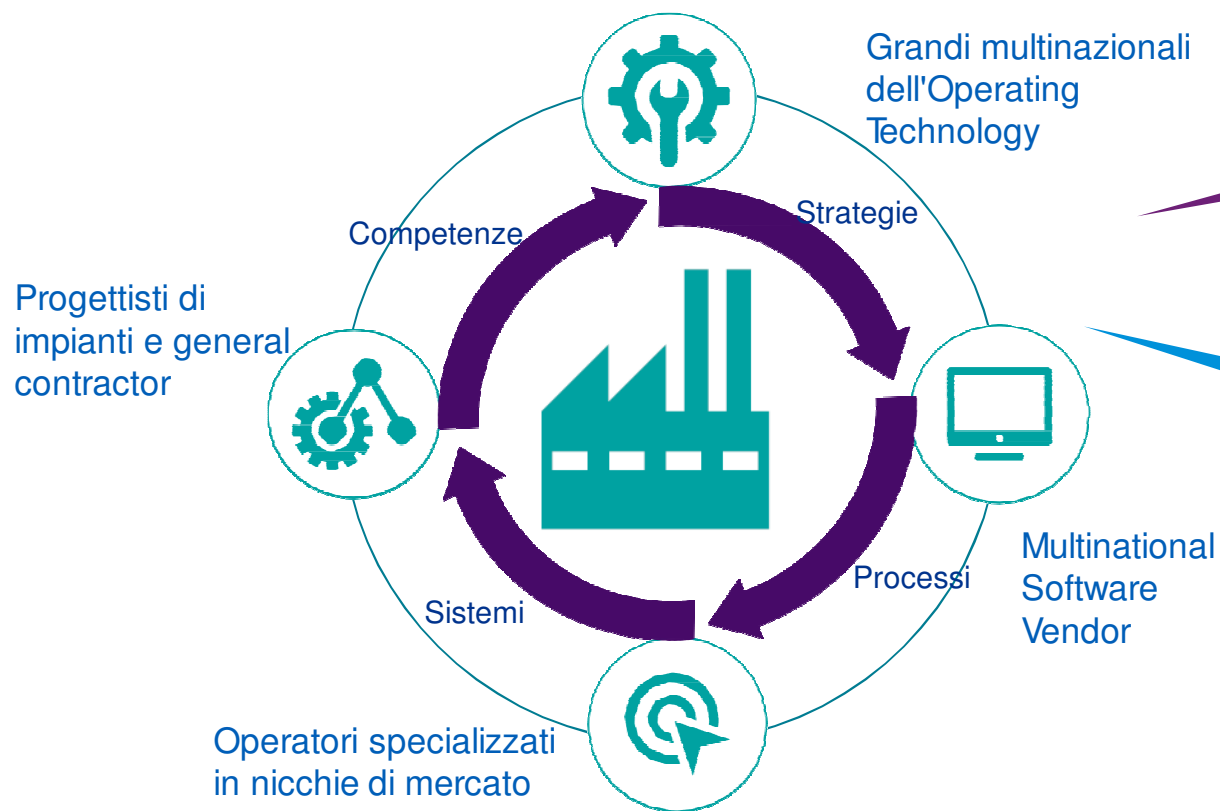 Grandi multinazionali
dell'Operating
Technology
Competenze
Strategie
Progettisti di
impianti e general
contractor
Multinational
Software
Vendor
Processi
Sistemi
Operatori specializzati
in nicchie di mercato